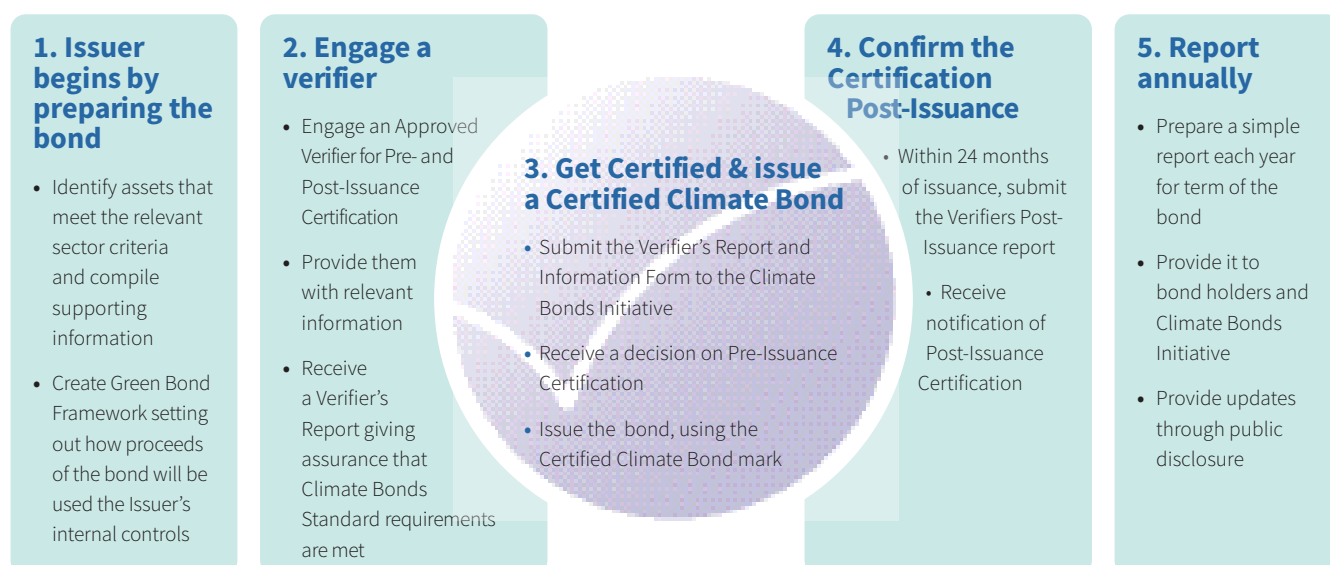 1. Issuer
begins by
preparing the
bond
• Identify assets that
meet the relevant
sector criteria
and compile
supporting
information
• Create Green Bond
Framework setting
out how proceeds
of the bond will be
used the Issuer's
internal controls
2. Engage a
verifier
• Engage an Approved
Verifier for Pre- and
Post-Issuance
Certification
• Provide them
with relevant
information
• Receive
a Verifier's
Report giving
assurance that
Climate Bonds
Standard requirements
are met
3. Get Certified & issue
a Certified Climate Bond
• Submit the Verifier's Report and
Information Form to the Climate
Bonds Initiative
• Receive a decision on Pre-Issuance
Certification
• Issue the bond, using the
Certified Climate Bond mark
4. Confirm the
Certification
Post-Issuance
• Within 24 months
of issuance, submit
the Verifiers Post-
Issuance report
• Receive
notification of
Post-Issuance
Certification
5. Report
annually
• Prepare a simple
report each year
for term of the
bond
• Provide it to
bond holders and
Climate Bonds
Initiative
• Provide updates
through public
disclosure